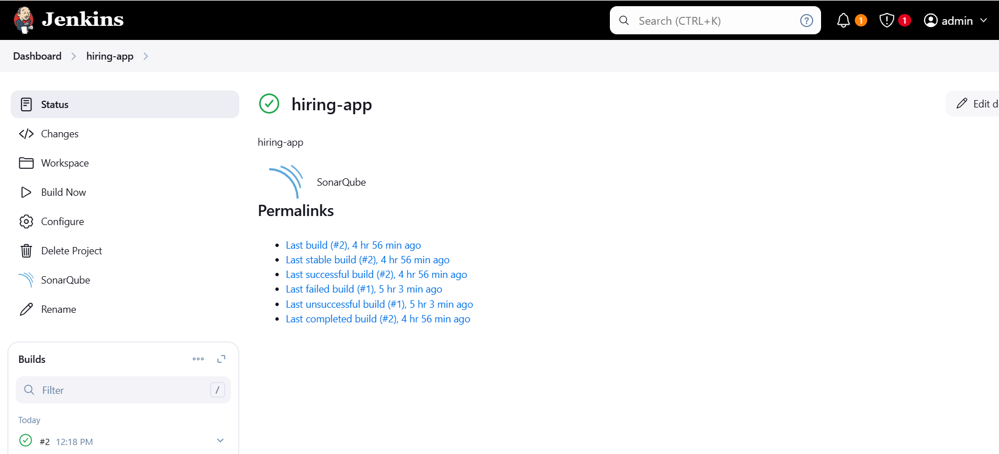 Jenkins
Search (CTRL+K)
?
1
1
admin
Dashboard
hiring-app
Status
Changes
Workspace
Build Now
Configure
Delete Project
SonarQube
Rename
Builds
Filter
/
Today
#2 12:18 PM
hiring-app
Edit d
hiring-app
SonarQube
Permalinks
Last build (#2), 4 hr 56 min ago
Last stable build (#2), 4 hr 56 min ago
Last successful build (#2), 4 hr 56 min ago
Last failed build (#1), 5 hr 3 min ago
Last unsuccessful build (#1), 5 hr 3 min ago
Last completed build (#2), 4 hr 56 min ago